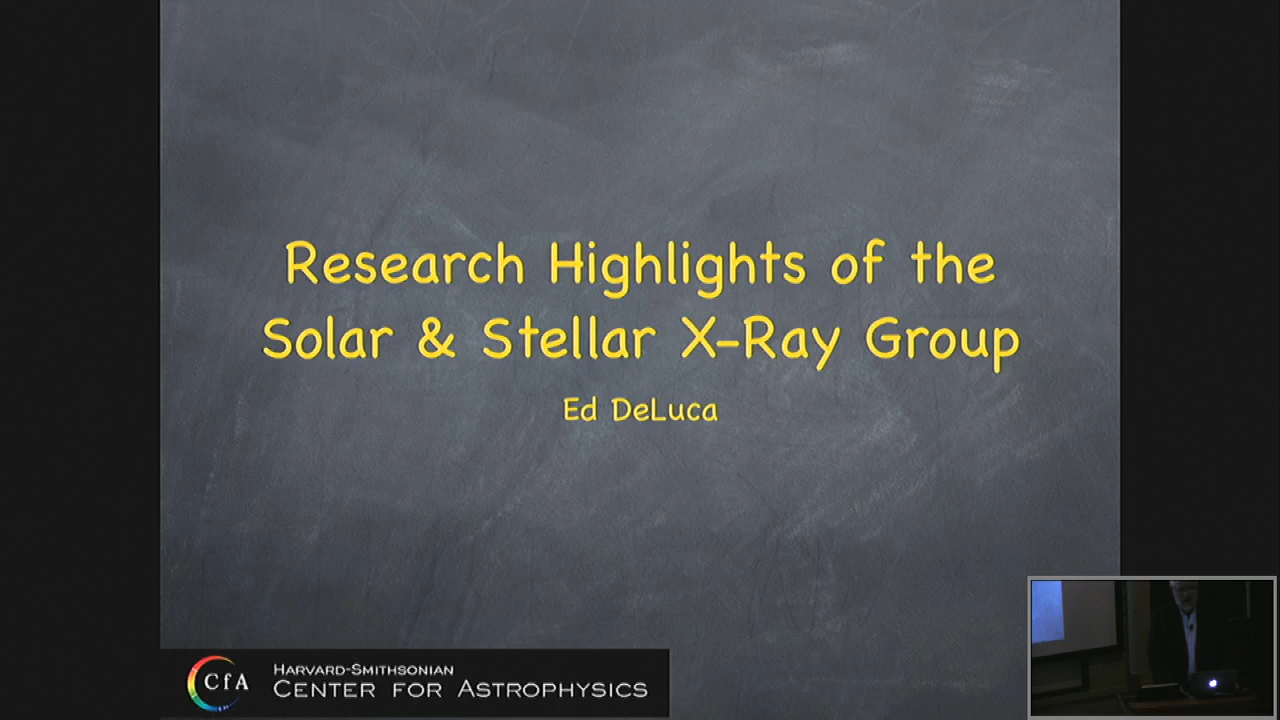 Research Highlights of the
Solar & Stellar X-Ray Group
Ed DeLuca
CfA
HARVARD-SMITHSONIAN
CENTER FOR ASTROPHYSICS